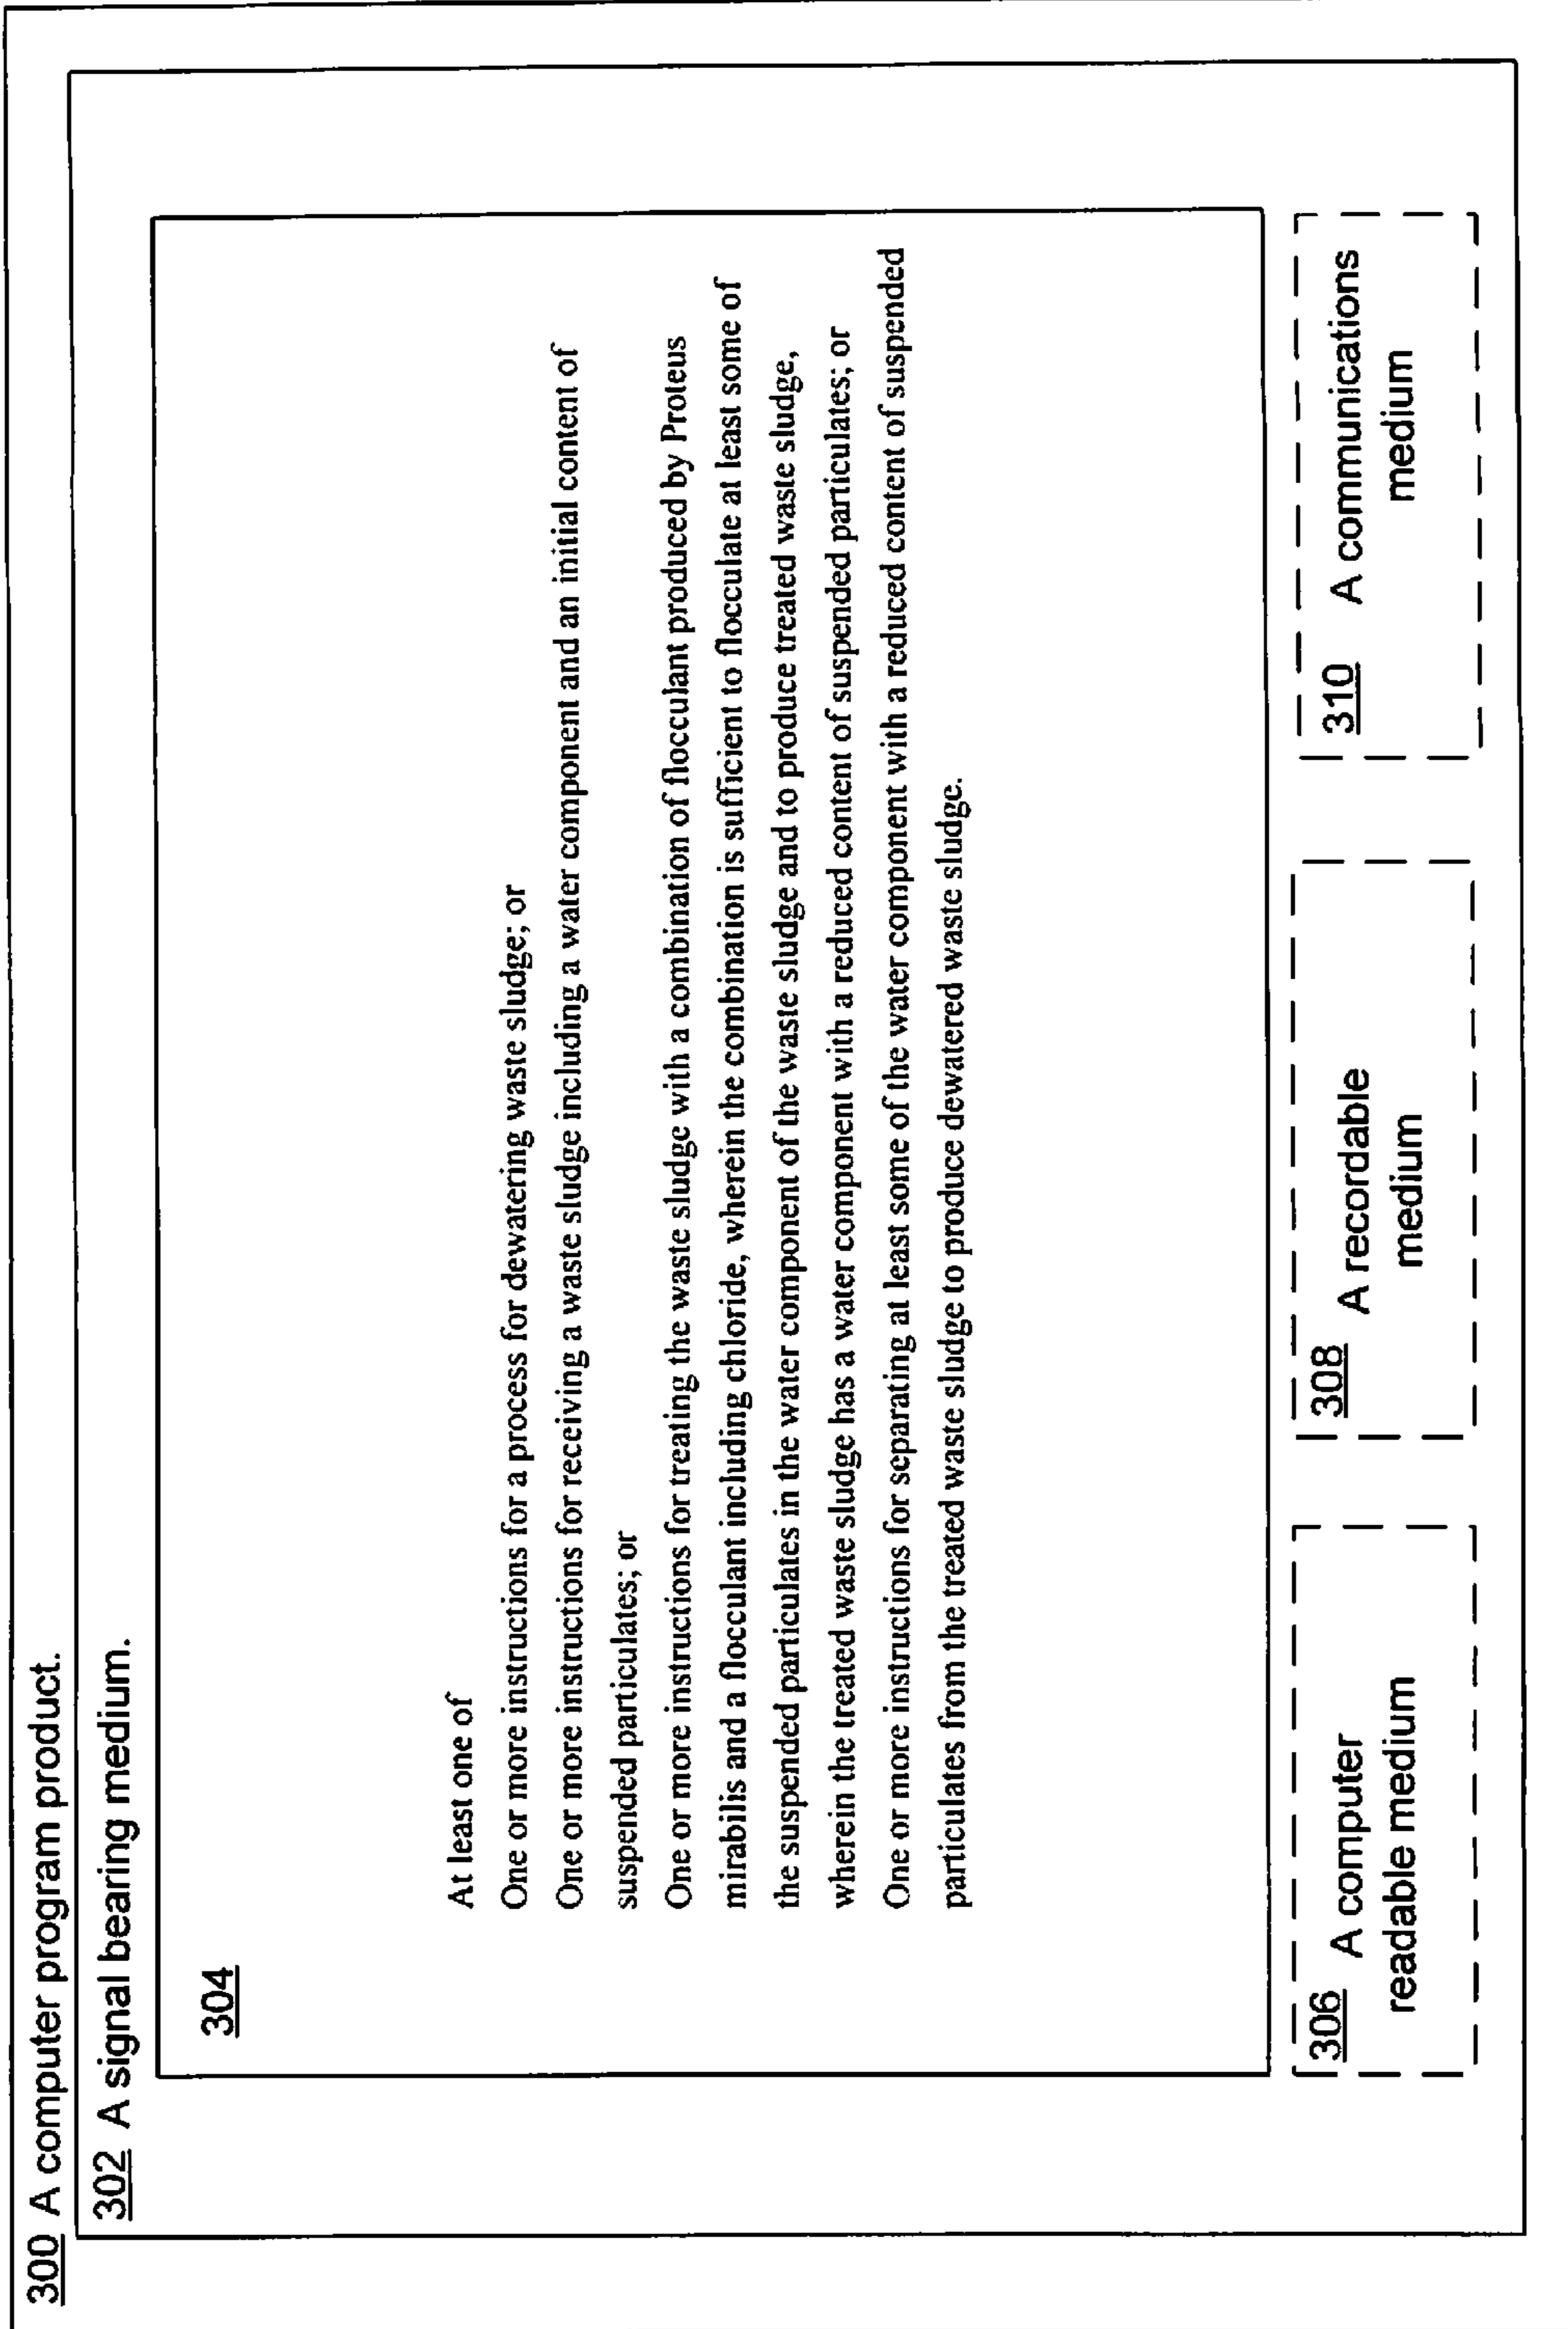 300 A computer program product.
302 A signal bearing medium.
304
At least one of
One or more instructions for a process for dewatering waste sludge; or
One or more instructions for receiving a waste sludge including a water component and an initial content of
suspended particulates; or
One or more instructions for treating the waste sludge with a combination of flocculant produced by Proteus
mirabilis and a flocculant including chloride, wherein the combination is sufficient to flocculate at least some of
the suspended particulates in the water component of the waste sludge and to produce treated waste sludge,
wherein the treated waste sludge has a water component with a reduced content of suspended particulates; or
One or more instructions for separating at least some of the water component with a reduced content of suspended
particulates from the treated waste sludge to produce dewatered waste sludge.
306 A computer
readable medium
308 A recordable
medium
310 A communications
medium